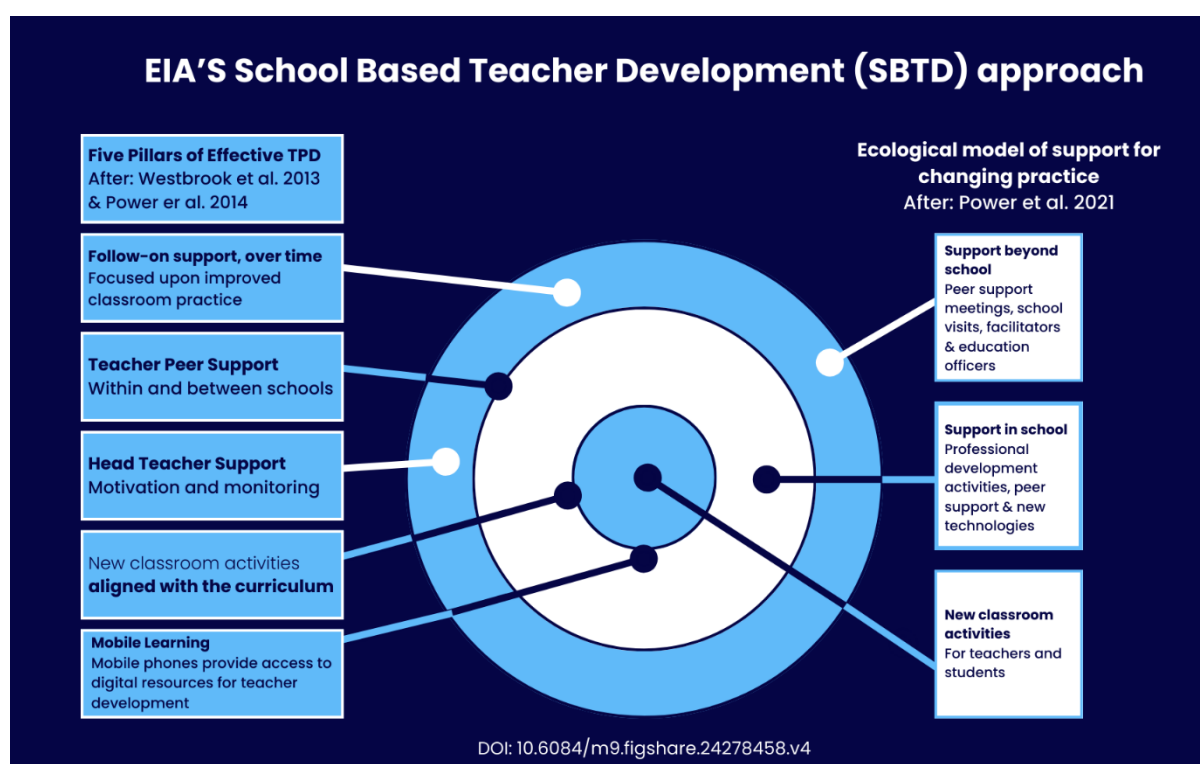 EIA'S School Based Teacher Development (SBTD) approach
Five Pillars of Effective TPD
After: Westbrook et al. 2013
& Power er al. 2014
Follow-on support, over time
Focused upon improved
classroom practice
Teacher Peer Support
Within and between schools
Head Teacher Support
Motivation and monitoring
New classroom activities
aligned with the curriculum
Mobile Learning
Mobile phones provide access to
digital resources for teacher
development
Ecological model of support for
changing practice
After: Power et al. 2021
Support beyond
school
Peer support
meetings, school
visits, facilitators
& education
officers
Support in school
Professional
development
activities, peer
support & new
technologies
New classroom
activities
For teachers and
students
DOI: 10.6084/m9.figshare.24278458.v4